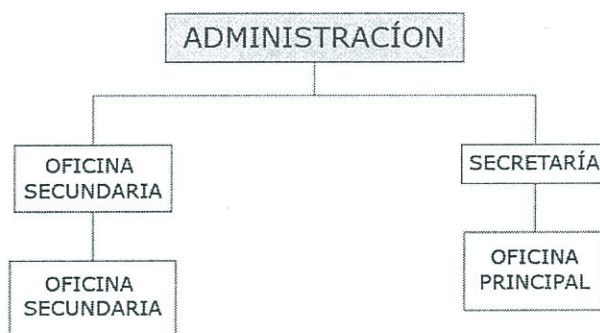 ADMINISTRACÍON
OFICINA
SECUNDARIA
SECRETARÍA
OFICINA
SECUNDARIA
OFICINA
PRINCIPAL